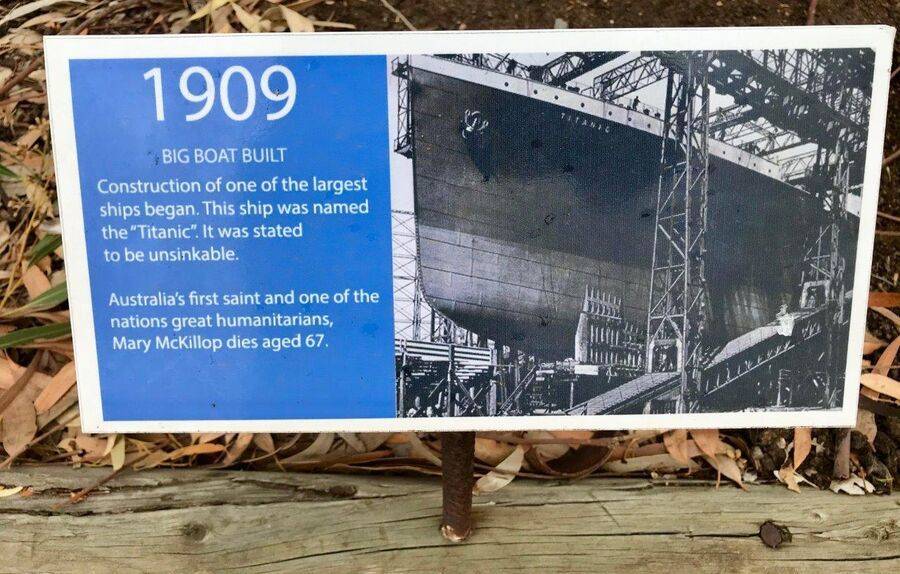 1909
BIG BOAT BUILT
Construction of one of the largest
ships began. This ship was named
the "Titanic". It was stated
to be unsinkable.
Australia's first saint and one of the
nations great humanitarians,
Mary McKillop dies aged 67.
TITANIC